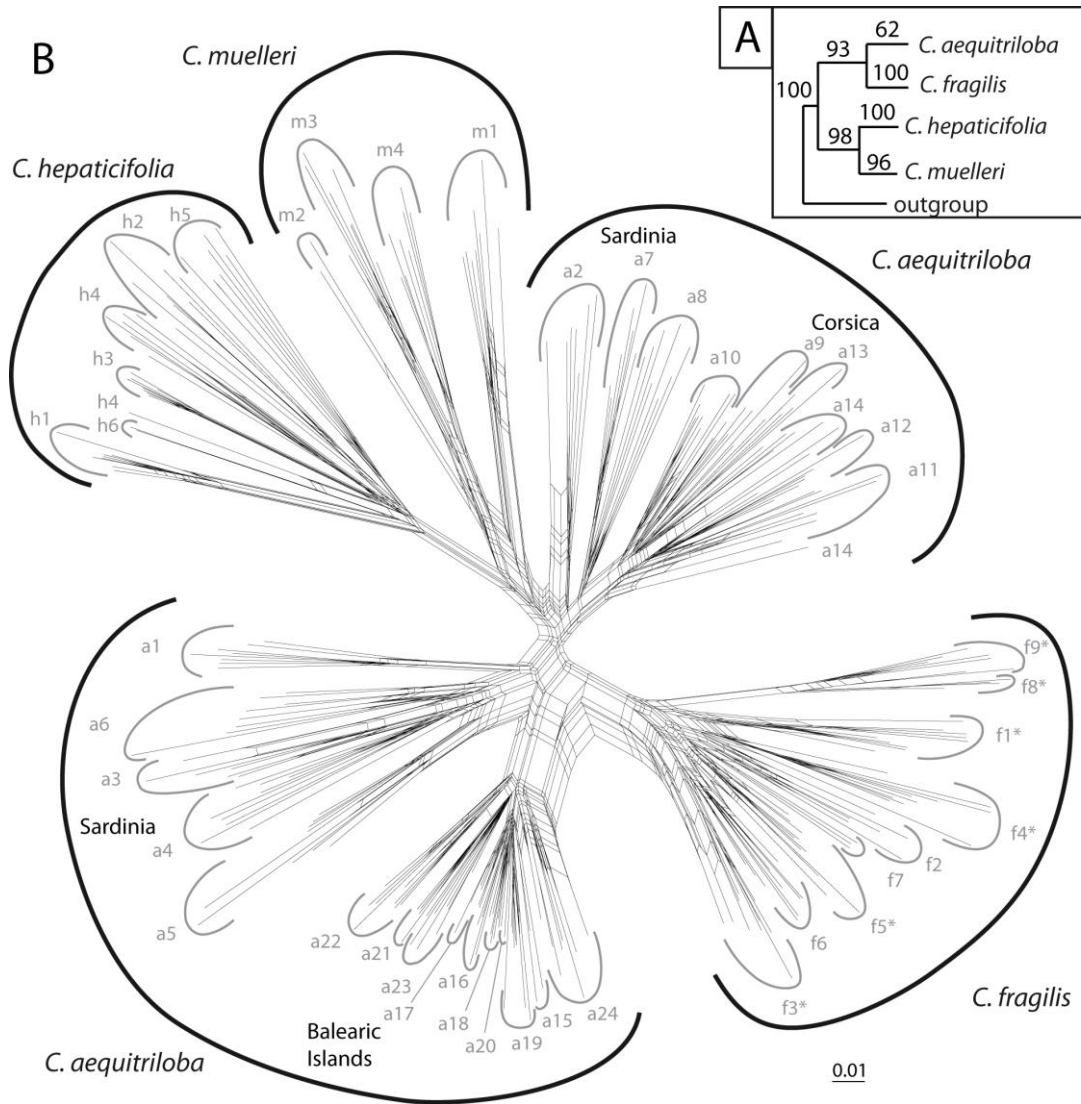 B
C. muelleri
A
62
93
C. aequitriloba
100
C. fragilis
100
100
C. hepaticifolia
98
96
C. muelleri
outgroup
C. hepaticifolia
m3
m4
m1
m2
h2
h5
h4
h3
h4
h6
h1
Sardinia
C. aequitriloba
a2
a7
a8
Corsica
a10
a9
a13
a14
a12
a11
a14
a1
a6
a3
Sardinia
a4
a5
a22
a21
a23
a17
a16
a18
a20
a19
a15
a24
Balearic
Islands
C. aequitriloba
f9*
f8*
f1*
f4*
f2
f7
f5*
f6
f3*
C. fragilis
0.01